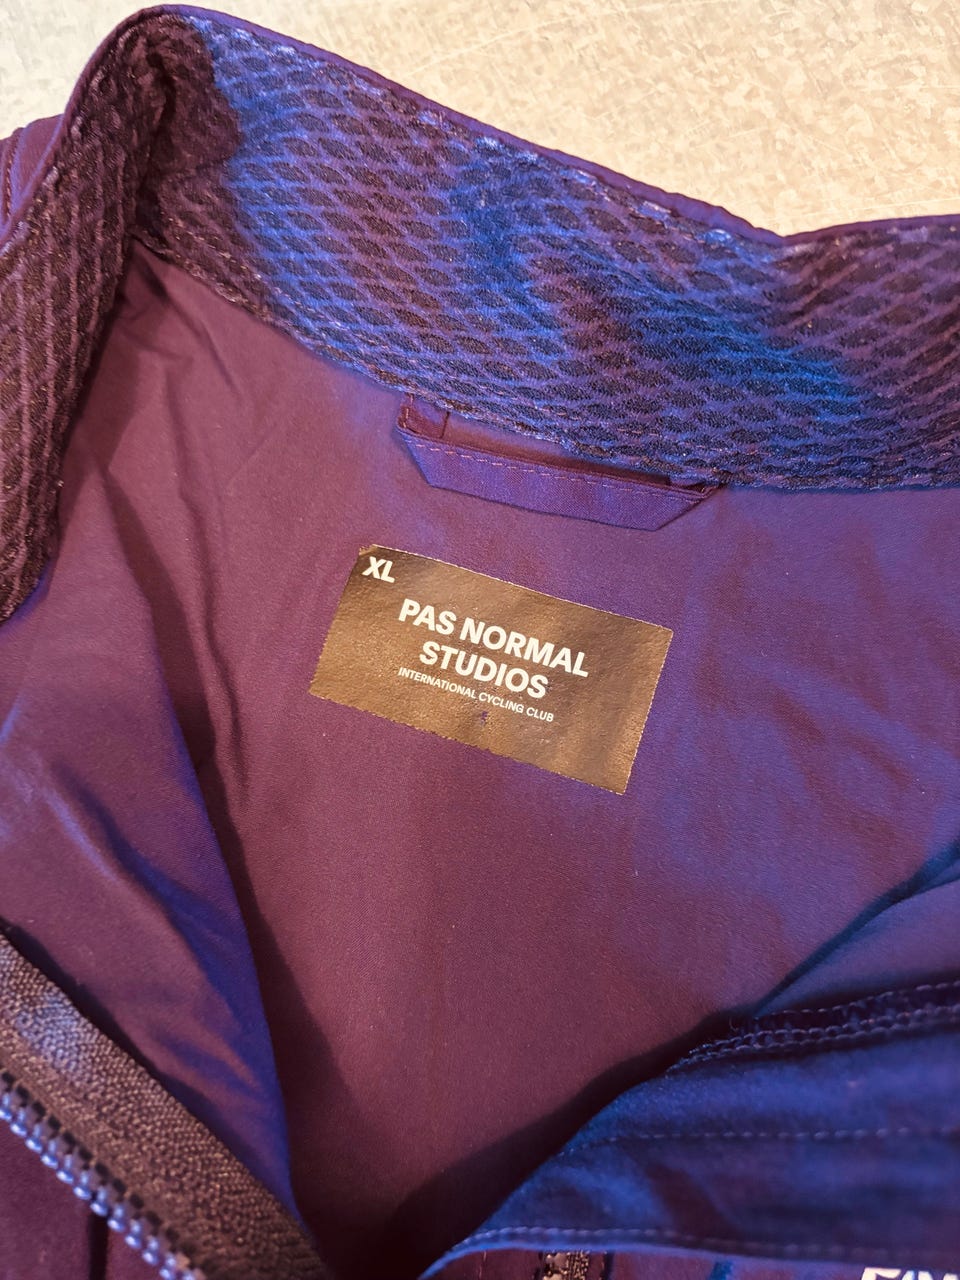 XL
PAS NORMAL
STUDIOS
INTERNATIONAL CYCLING CLUB